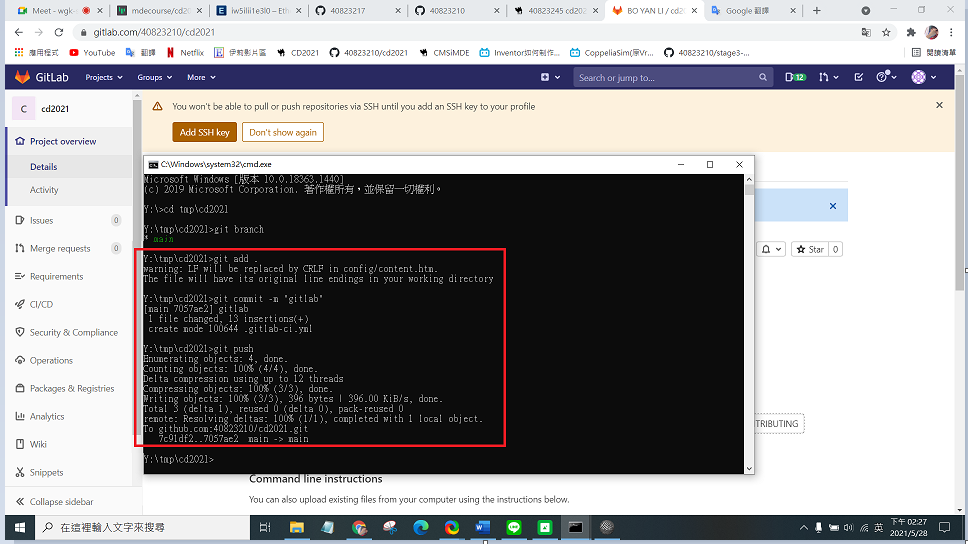 Meet - wgk-
mdecourse/cd20
iw5ilii1e3l0 – Eth
40823217
40823210
40823245 cd202
BO YAN LI / cd2
Google 翻譯
gitlab.com/40823210/cd2021
應用程式
YouTube
翻譯
Netflix
伊莉影片區
CD2021
40823210/cd2021
CMSiMDE
Inventor如何制作...
CoppeliaSim(原Vr...
40823210/stage3-...
閱讀清單
GitLab
Projects
Groups
More
Search or jump to...
12
C
cd2021
You won't be able to pull or push repositories via SSH until you add an SSH key to your profile
Add SSH key
Don't show again
Project overview
Details
Activity
Issues
0
Merge requests
0
Requirements
CI/CD
Security & Compliance
Operations
Packages & Registries
Analytics
Wiki
Snippets
Collapse sidebar
Star
0
C:\Windows\system32\cmd.exe
Microsoft Windows [版本 10.0.18363.1440]
(c) 2019 Microsoft Corporation. 著作權所有，並保留一切權利。
Y:\>cd tmp\cd2021
Y:\tmp\cd2021>git branch
* main
Y:\tmp\cd2021>git add .
warning: LF will be replaced by CRLF in config/content.htm.
The file will have its original line endings in your working directory
Y:\tmp\cd2021>git commit -m "gitlab"
[main 7057ae2] gitlab
1 file changed, 13 insertions(+)
create mode 100644 .gitlab-ci.yml
Y:\tmp\cd2021>git push
Enumerating objects: 4, done.
Counting objects: 100% (4/4), done.
Delta compression using up to 12 threads
Compressing objects: 100% (3/3), done.
Writing objects: 100% (3/3), 396 bytes | 396.00 KiB/s, done.
Total 3 (delta 1), reused 0 (delta 0), pack-reused 0
remote: Resolving deltas: 100% (1/1), completed with 1 local object.
To github.com:40823210/cd2021.git
7c91df2..7057ae2 main -> main
Y:\tmp\cd2021>
TRIBUTING
Command line instructions
You can also upload existing files from your computer using the instructions below.
在這裡輸入文字來搜尋
英
下午 02:27
2021/5/28